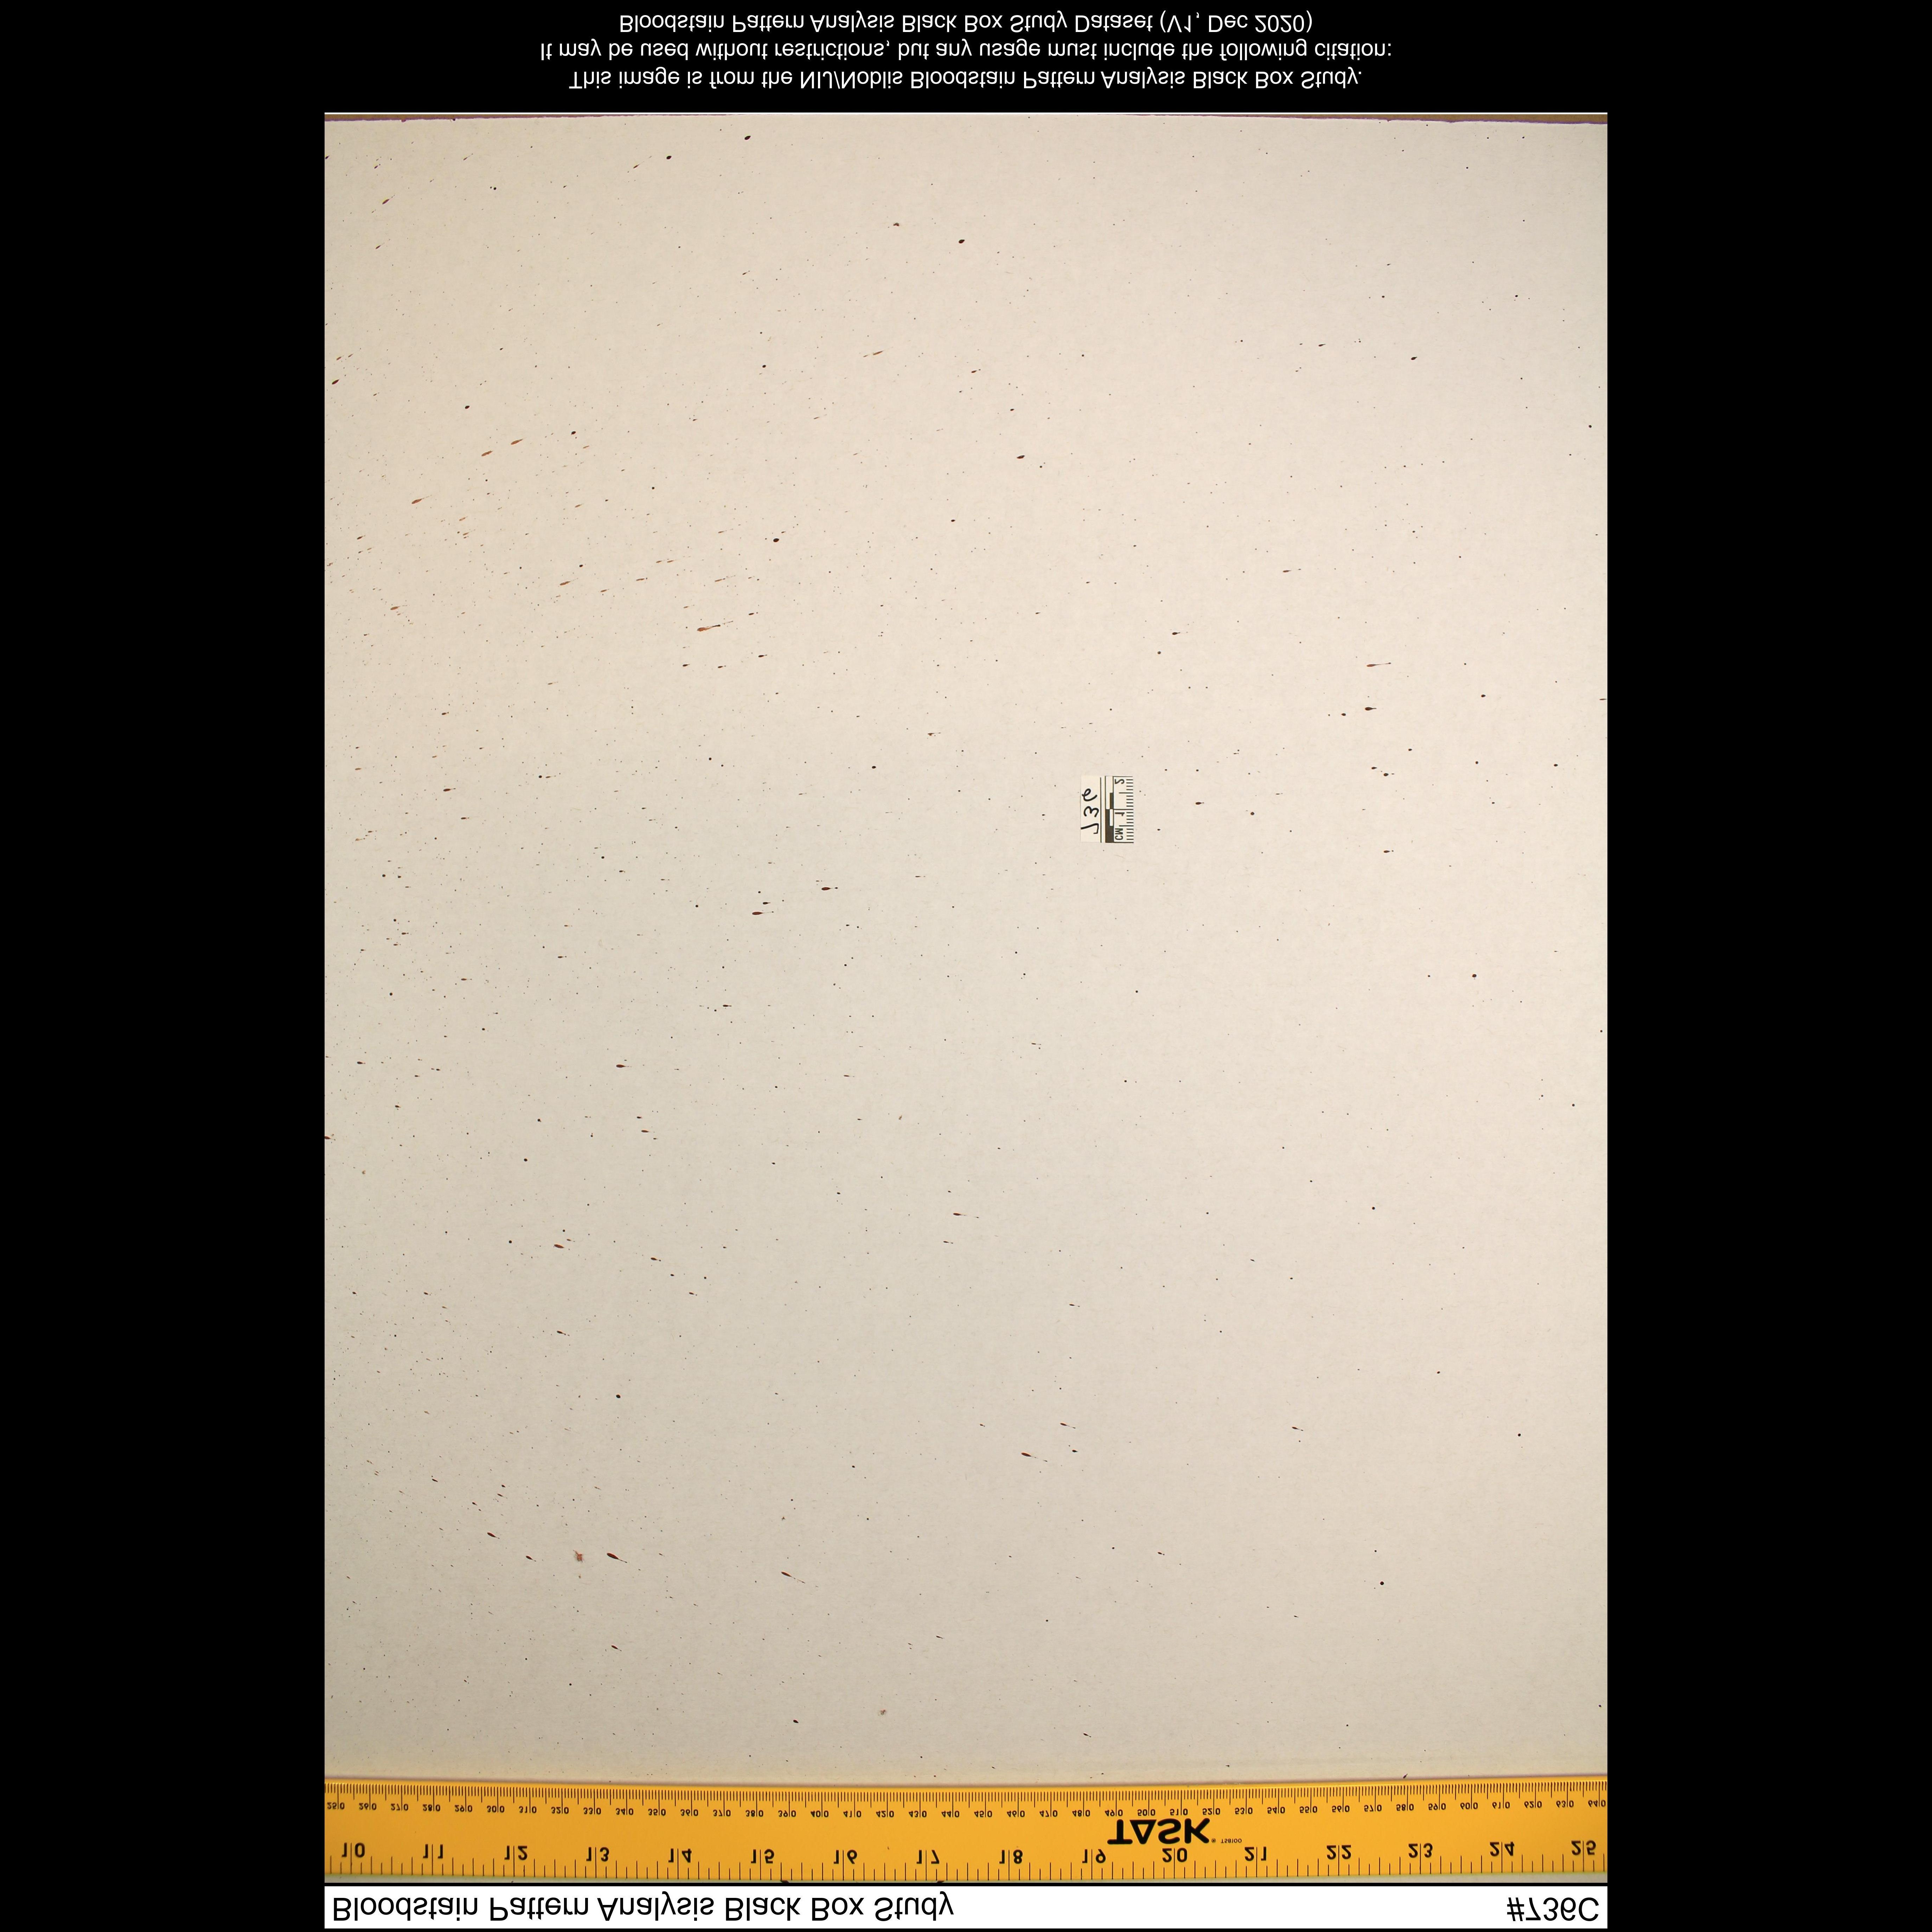 Bloodstain Pattern Analysis Black Box Study #736C
10 11 12 13 14 15 16 17 18 19 20 21 22 23 24 25
TASK® T58100
250 260 270 280 290 300 310 320 330 340 350 360 370 380 390 400 410 420 430 440 450 460 470 480 490 500 510 520 530 540 550 560 570 580 590 600 610 620 630 640
J3e
CM 1 2
This image is from the NIJ/Noblis Bloodstain Pattern Analysis Black Box Study.
It may be used without restrictions, but any usage must include the following citation:
Bloodstain Pattern Analysis Black Box Study Dataset (V1, Dec 2020)